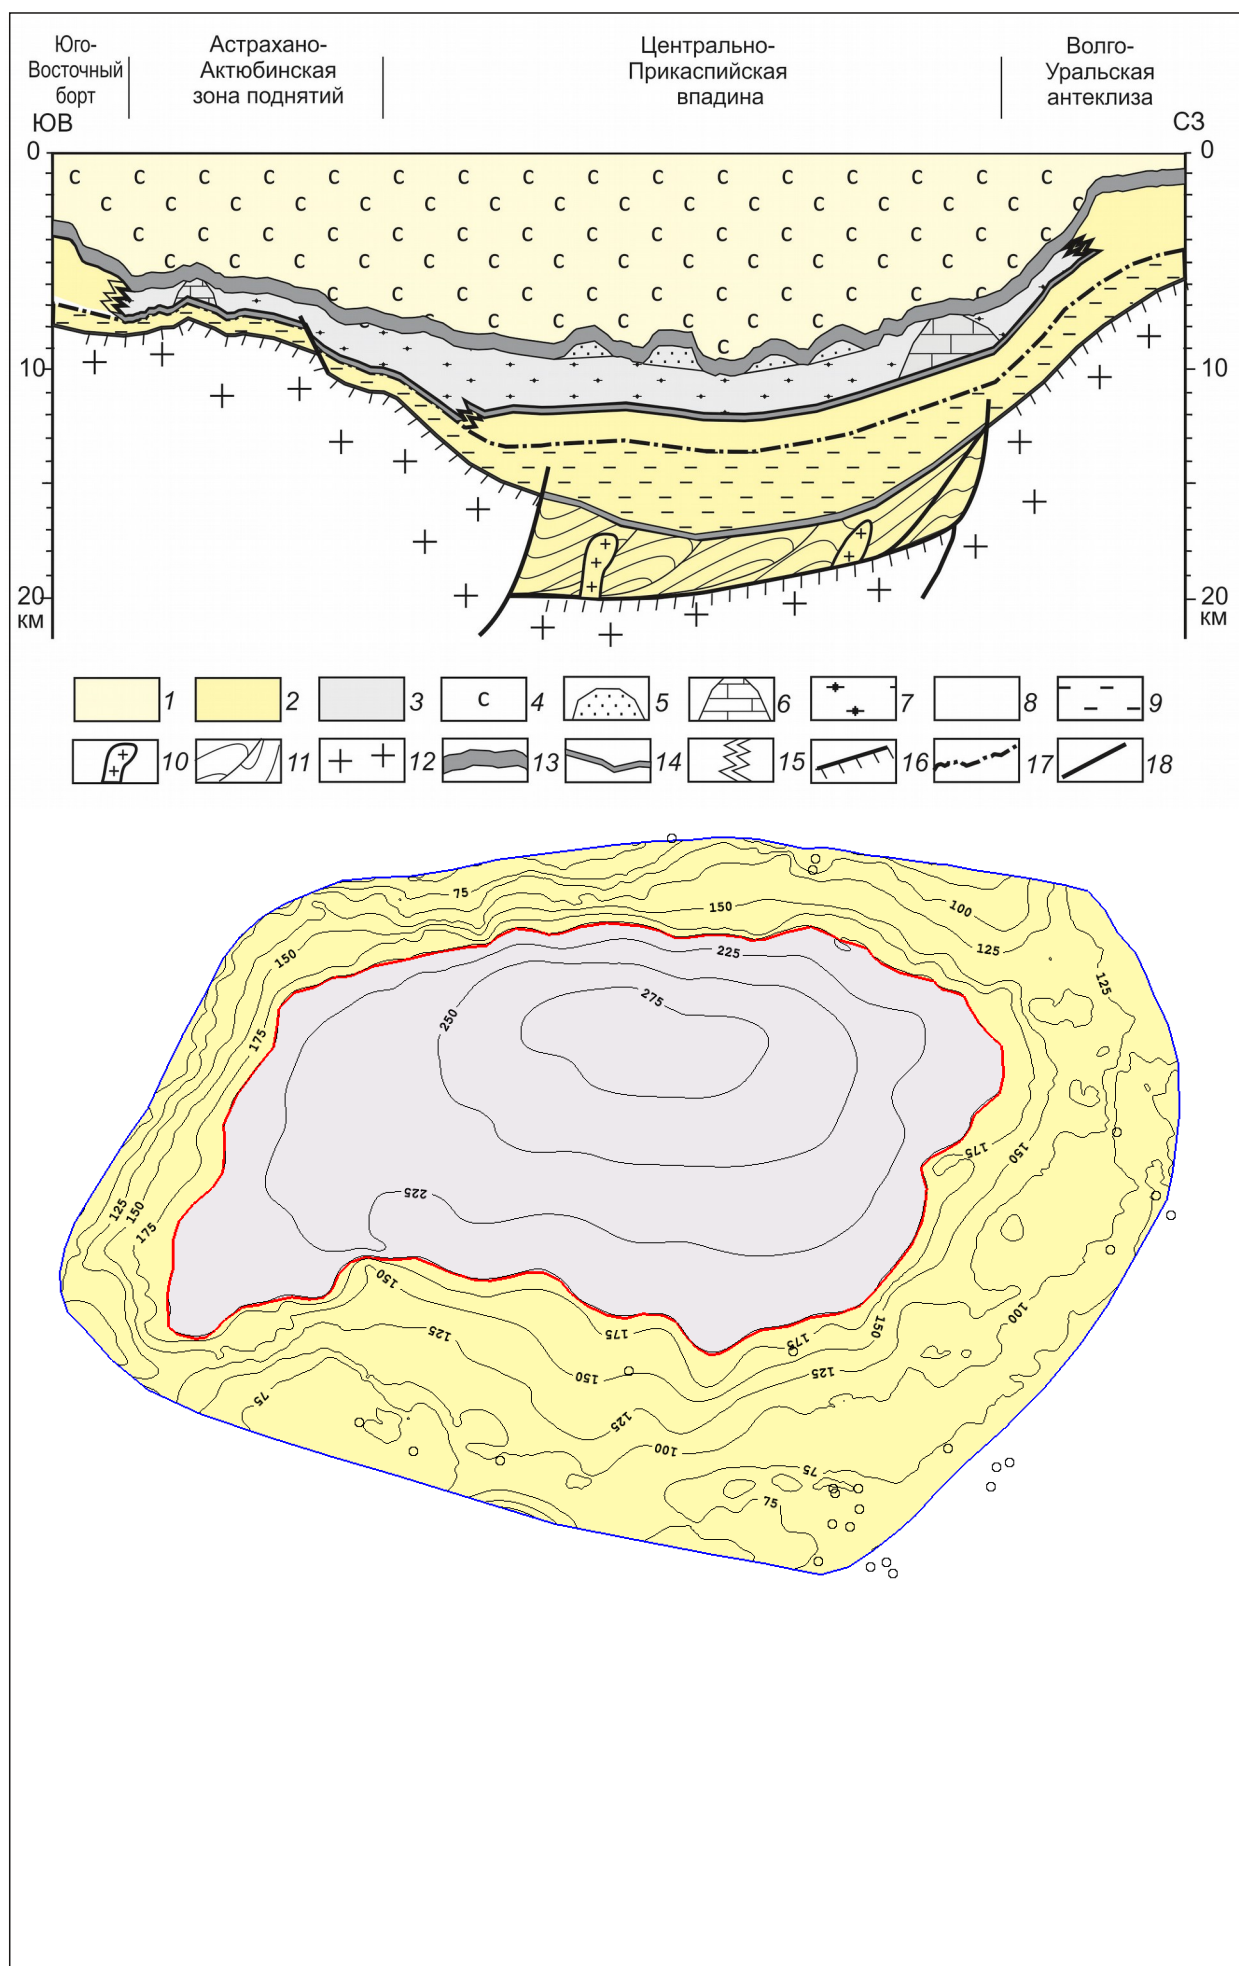 Юго-
Восточный
борт
Астрахано-
Актюбинская
зона поднятий
Центрально-
Прикаспийская
впадина
Волго-
Уральская
антеклиза
ЮВ
СЗ
0
0
с с с с с с с с с с с с с с с с
с с с с с с с с с с с с с с с с
с с с с с с с с с с с с с с с
с с с с с с с с с с с с с
с с с с с с с с с с
с с с с с с
с
10
10
20
км
20
км
1 2 3 с 4 5 6 7 8 9
10 11 12 13 14 15 16 17 18
75
150
100
125
150
225
125
275
250
175
175
150
225
125
150
175
150
125
175
175
150
100
150
125
75
125
100
75
75